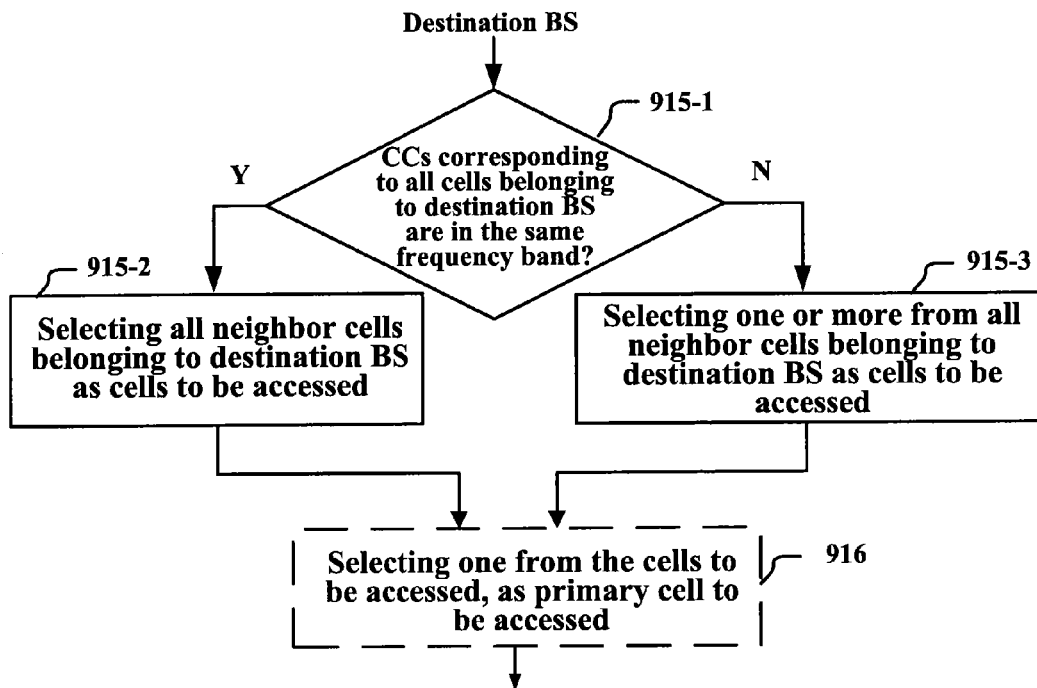 Destination BS
915-1
CCs corresponding
to all cells belonging
to destination BS
are in the same
frequency band?
Y
N
915-2
Selecting all neighbor cells
belonging to destination BS
as cells to be accessed
915-3
Selecting one or more from all
neighbor cells belonging to
destination BS as cells to be
accessed
Selecting one from the cells to
be accessed, as primary cell to
be accessed
916